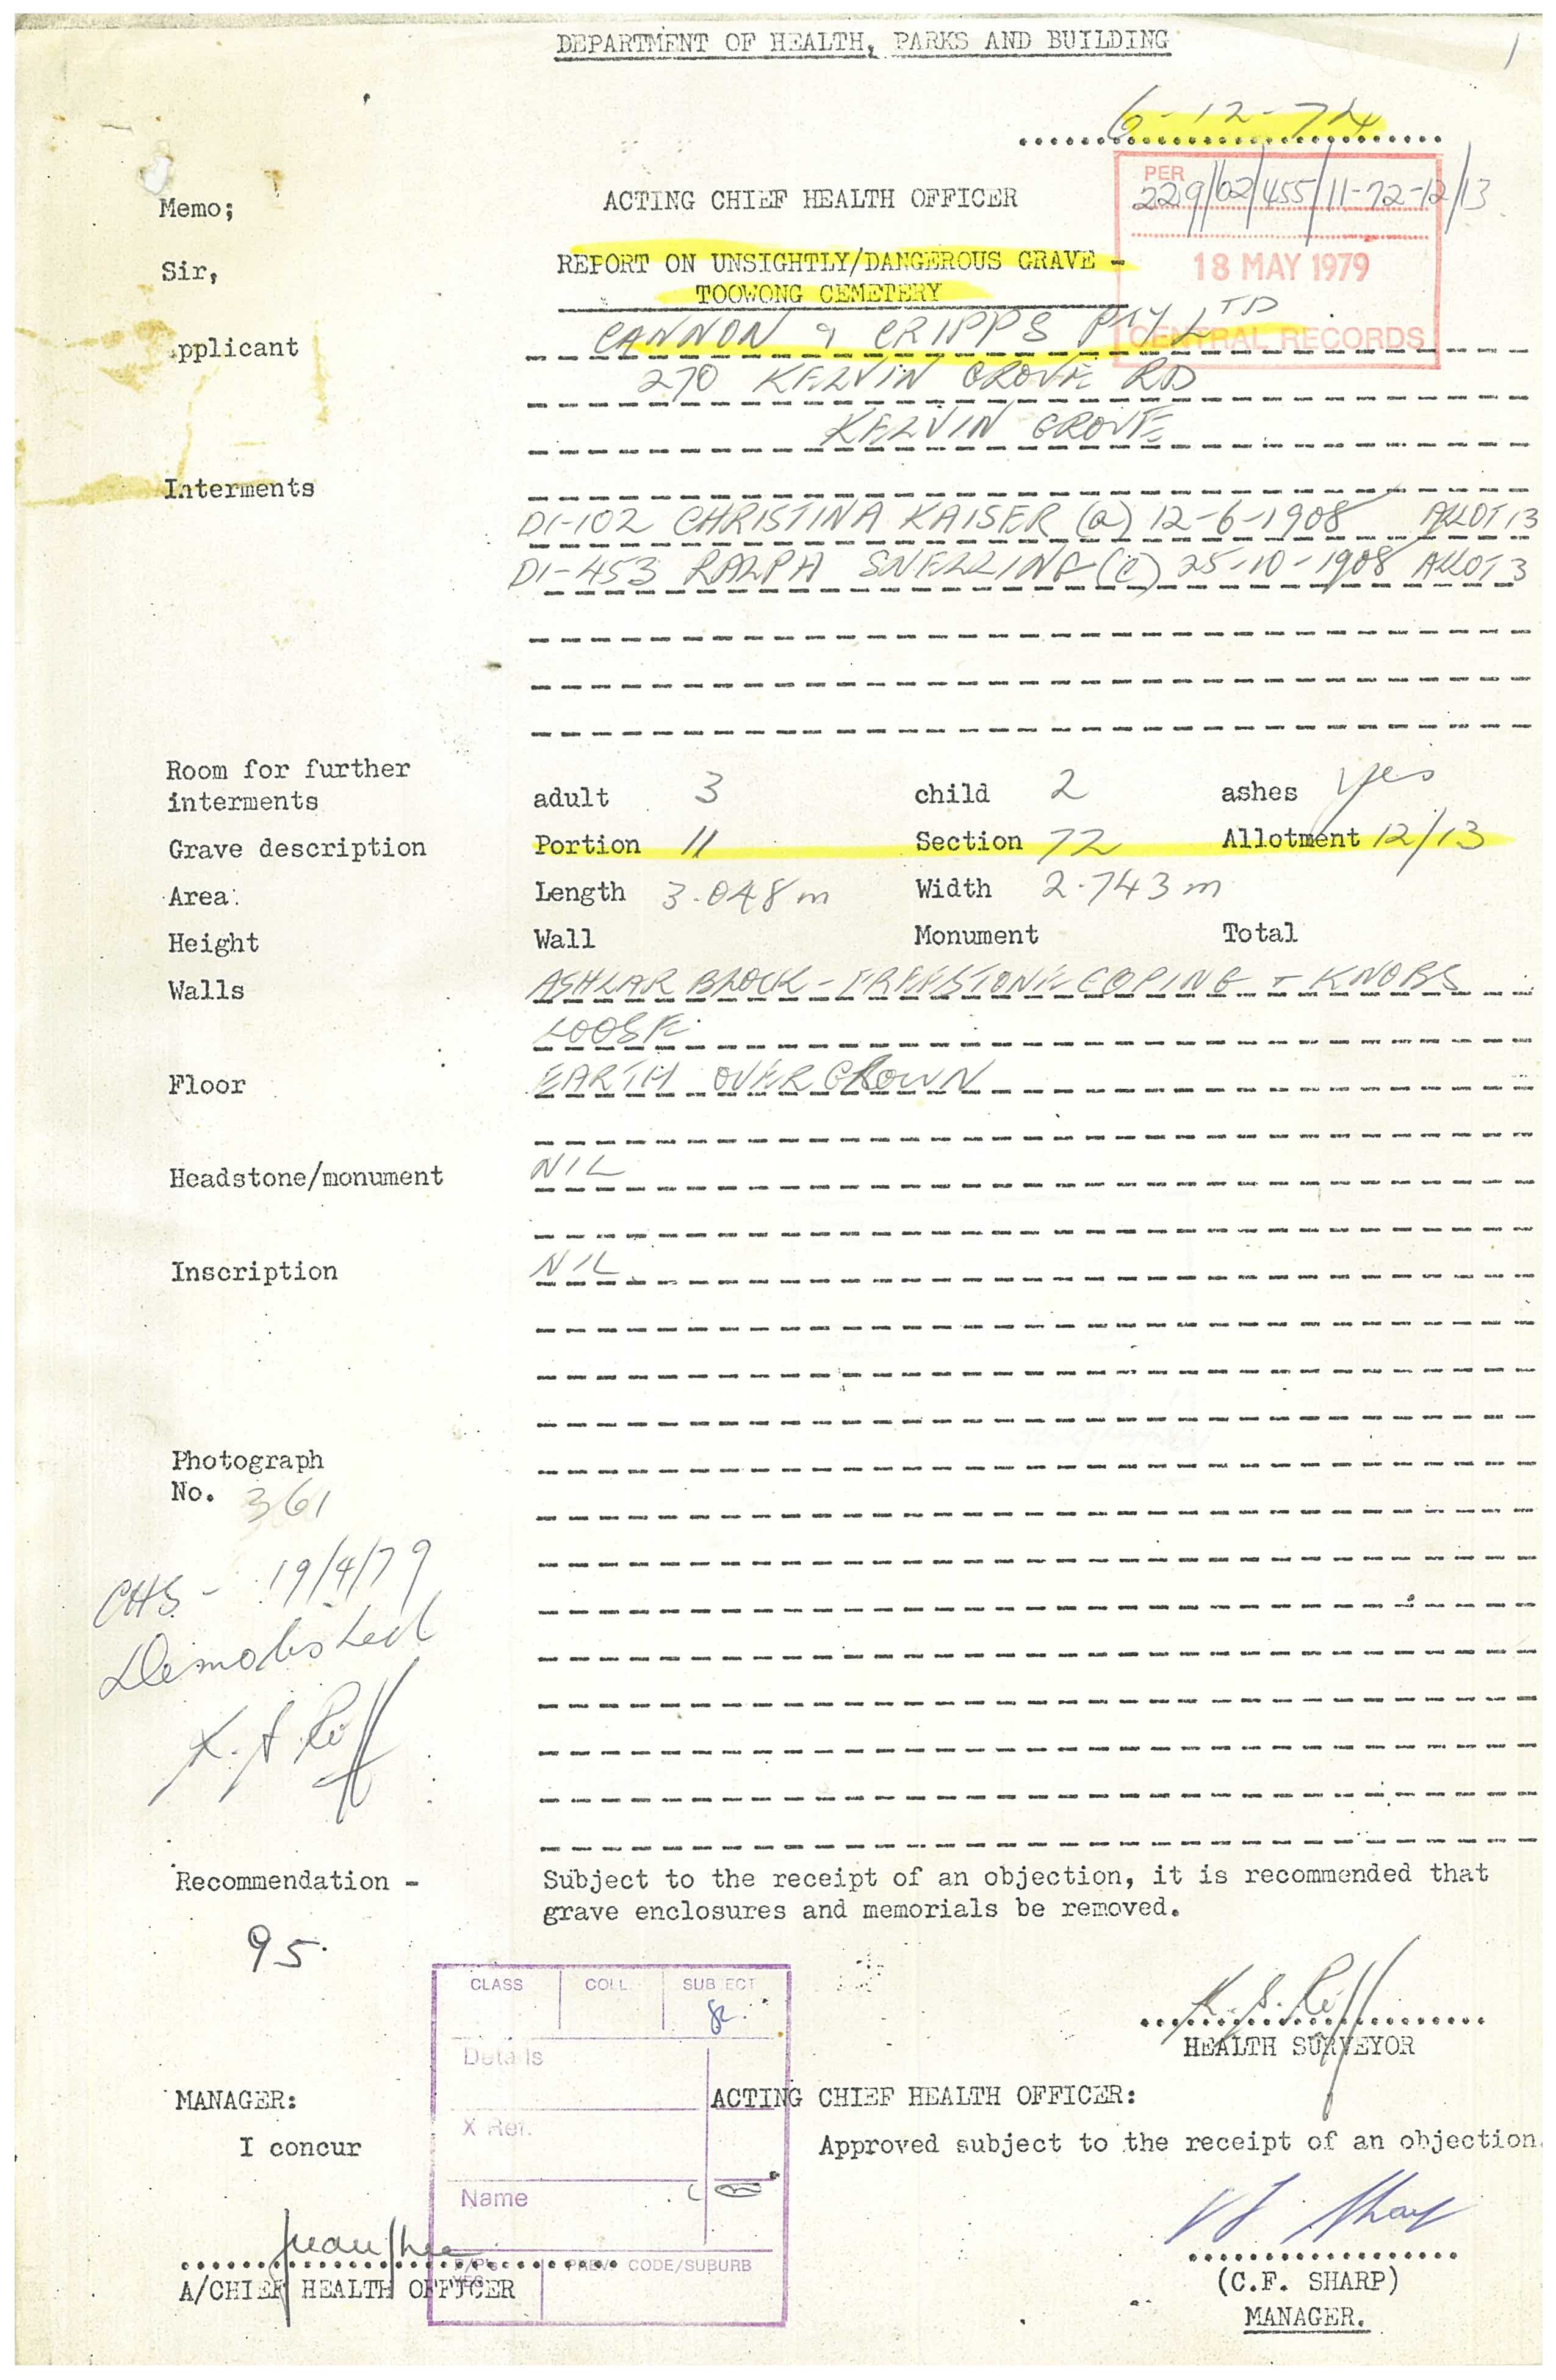 DEPARTMENT OF HEALTH, PARKS AND BUILDING
6-12-74
PER
229/02/455/11-72-12/13
18 MAY 1979
CENTRAL RECORDS
Memo; ACTING CHIEF HEALTH OFFICER
Sir, REPORT ON UNSIGHTLY/DANGEROUS GRAVE -
TOOWONG CEMETERY
pplicant CANNON & CRIPPS PTY LTD
270 KELVIN GROVE RD
KELVIN GROVE
Interments
D1-102 CHRISTINA KAISER (a) 12-6-1908 ALLOT 13
D1-453 RALPH SNELLING (c) 25-10-1908 ALLOT 3
Room for further
interments adult 3 child 2 ashes yes
Grave description Portion 11 Section 72 Allotment 12/13
Area: Length 3.048m Width 2.743m
Height Wall Monument Total
Walls ASHLAR BLOCK - FREESTONE COPING + KNOBS
LOOSE
Floor EARTH OVERGROWN
Headstone/monument NIL
Inscription NIL
Photograph
No. 361
CHS - 19/4/79
Demolished
Recommendation - Subject to the receipt of an objection, it is recommended that
grave enclosures and memorials be removed.
95.
CLASS COLL. SUBJECT
Details
X Ref.
Name
PREV. CODE/SUBURB
HEALTH SURVEYOR
MANAGER: ACTING CHIEF HEALTH OFFICER:
I concur Approved subject to the receipt of an objection.
A/CHIEF HEALTH OFFICER
(C.F. SHARP)
MANAGER.